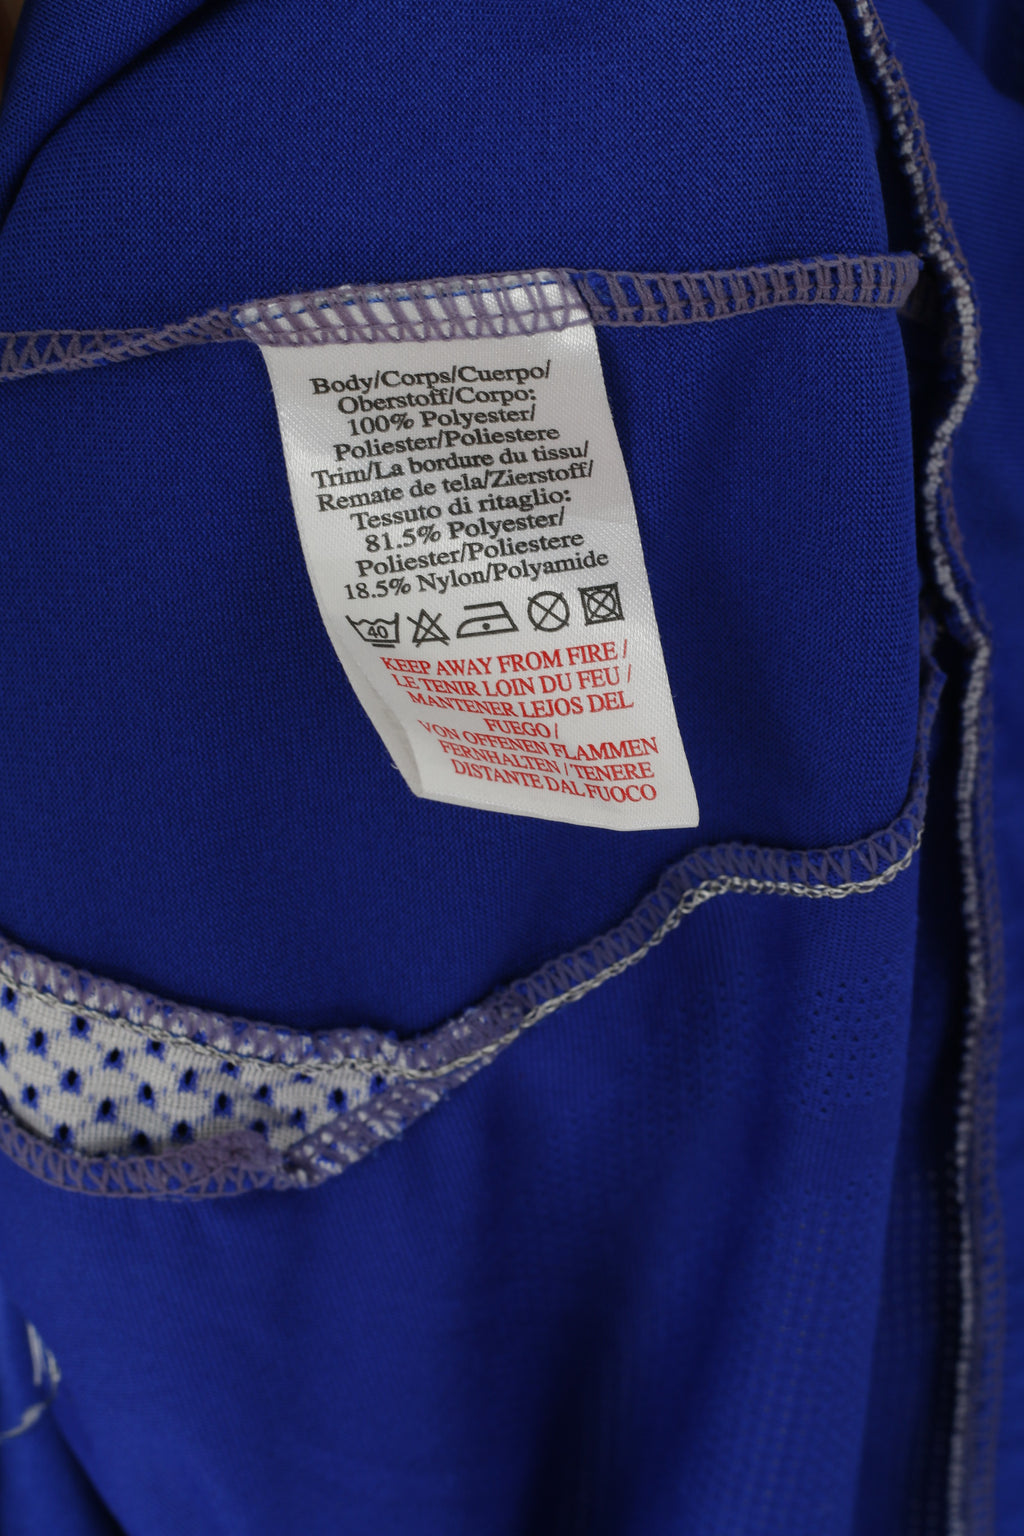 Body/Corps/Cuerpo/
Oberstoff/Corpo:
100% Polyester/
Poliester/Poliestere
Trim/La bordure du tissu/
Remate de tela/Zierstoff/
Tessuto di ritaglio:
81.5% Polyester/
Poliester/Poliestere
18.5% Nylon/Polyamide
40
KEEP AWAY FROM FIRE /
LE TENIR LOIN DU FEU /
MANTENER LEJOS DEL
FUEGO /
VON OFFENEN FLAMMEN
FERNHALTEN / TENERE
DISTANTE DAL FUOCO